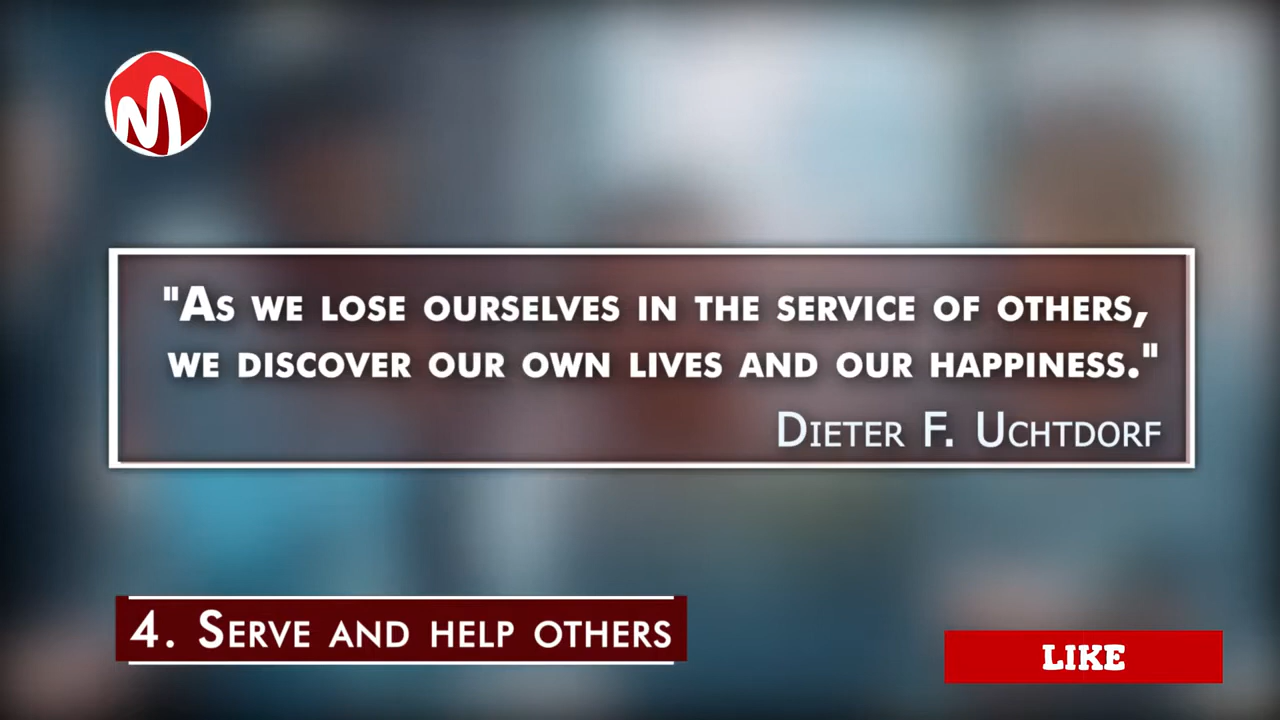 "As we lose ourselves in the service of others,
we discover our own lives and our happiness."
Dieter F. Uchtdorf
4. Serve and help others
LIKE